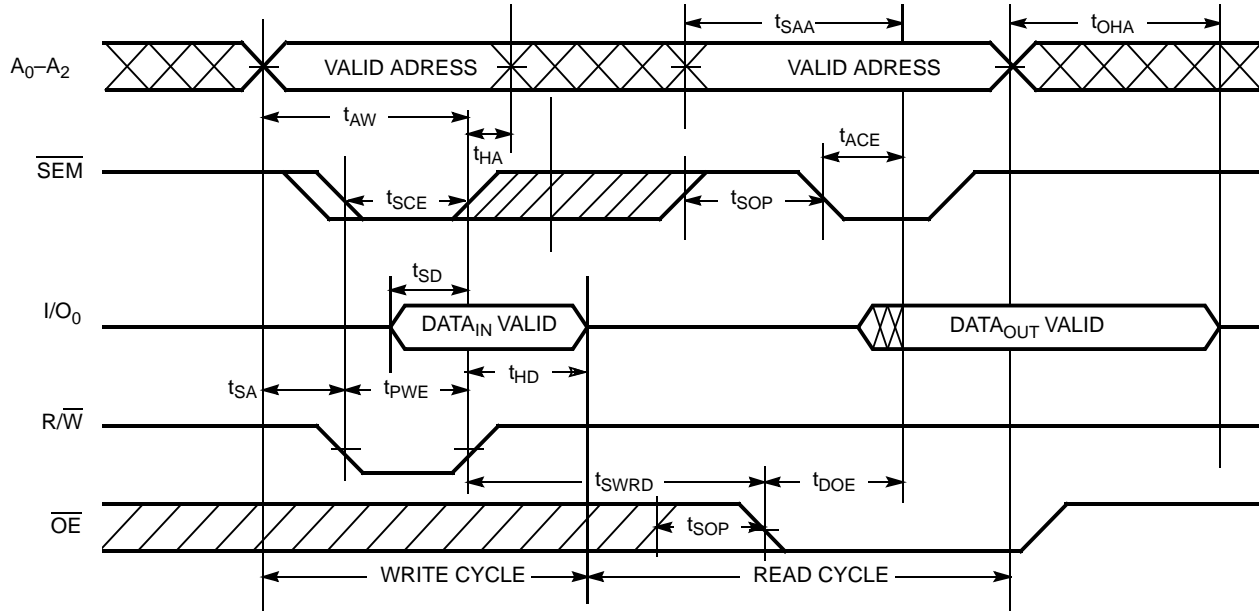 tSAA
tOHA
A0–A2
VALID ADRESS
VALID ADRESS
tAW
tHA
tACE
SEM
tSCE
tSOP
tSD
I/O0
DATAIN VALID
DATAOUT VALID
tSA
tPWE
tHD
R/W
tSWRD
tDOE
OE
tSOP
WRITE CYCLE
READ CYCLE